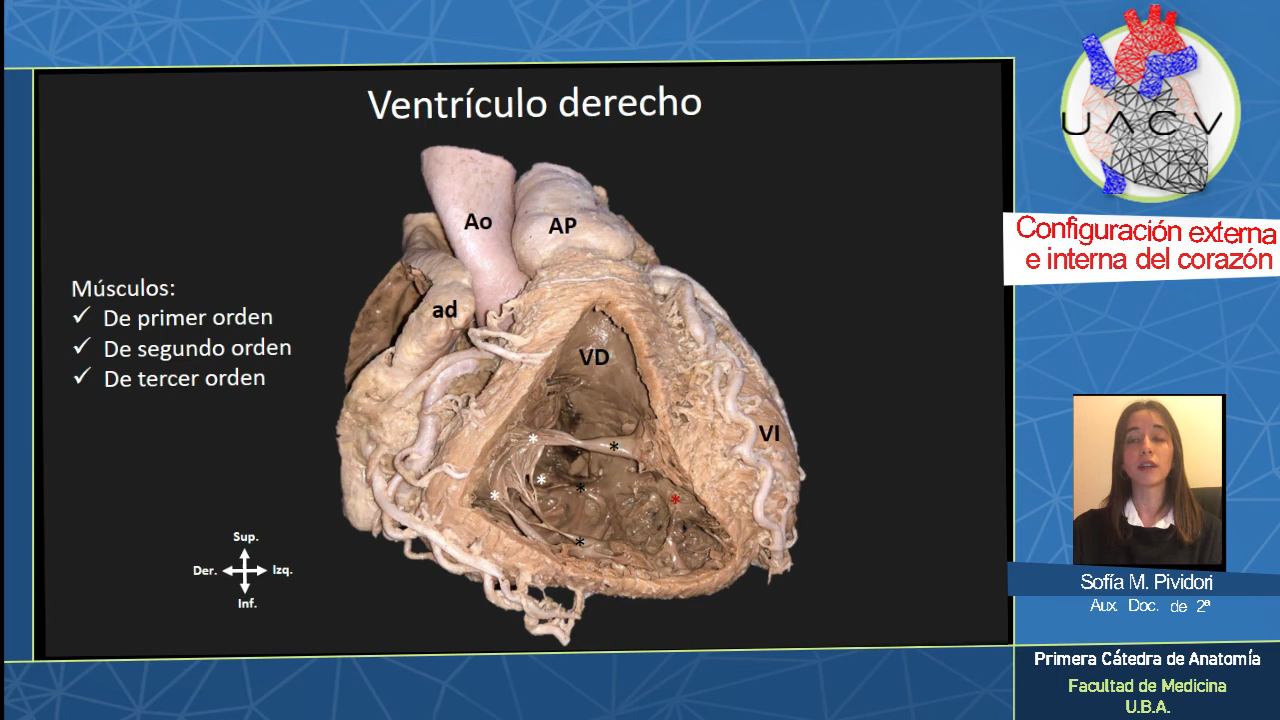 Ventrículo derecho
Ao
AP
ad
VD
VI
*
*
*
*
*
*
*
Músculos:
✓ De primer orden
✓ De segundo orden
✓ De tercer orden
Sup.
Der.
Izq.
Inf.
UACV
Configuración externa
e interna del corazón
Sofía M. Pividori
Aux. Doc. de 2ª
Primera Cátedra de Anatomía
Facultad de Medicina
U.B.A.